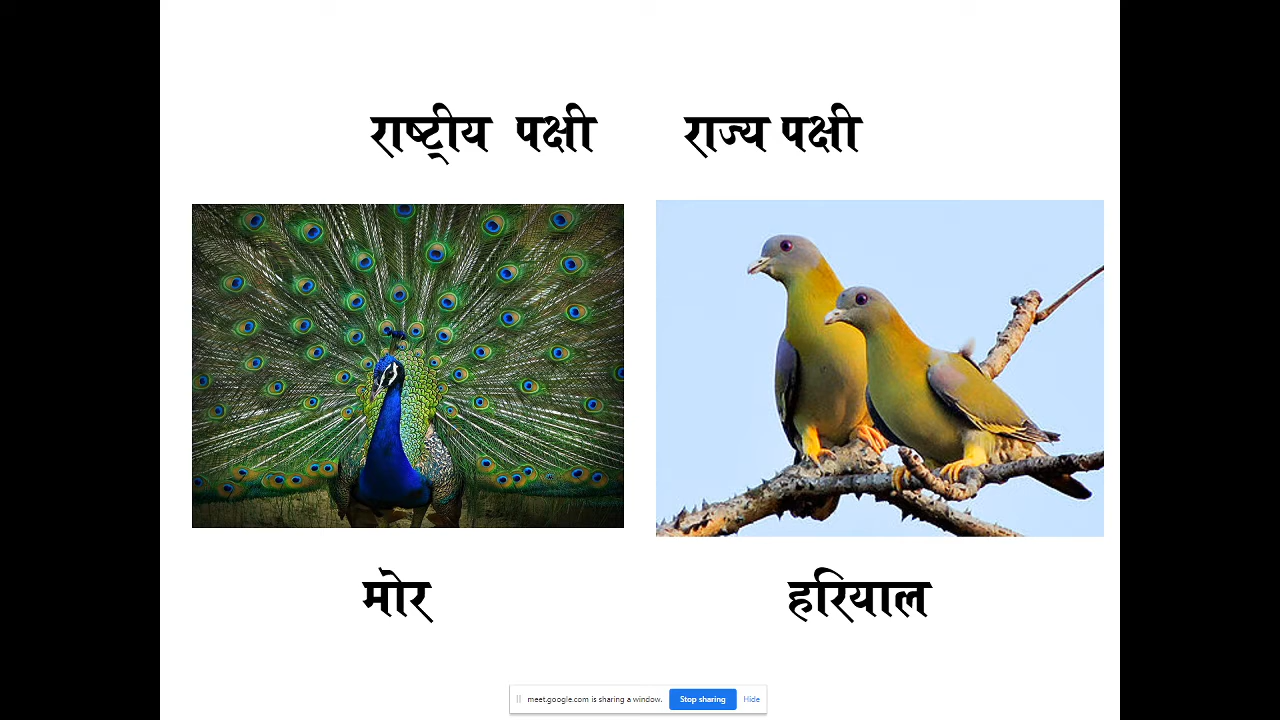 राष्ट्रीय पक्षी
राज्य पक्षी
मोर
हरियाल
meet.google.com is sharing a window. Stop sharing Hide